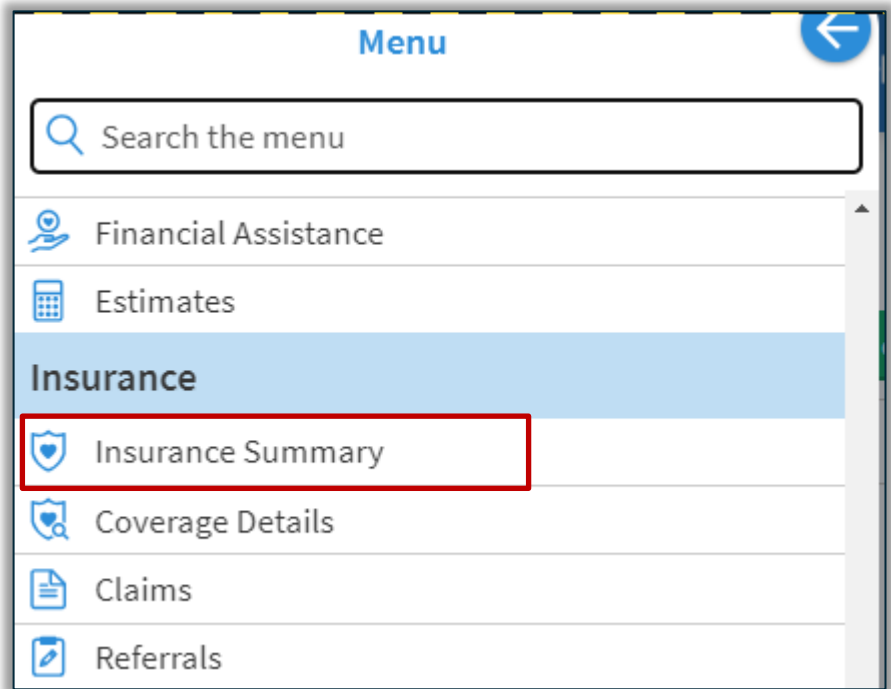 Menu
Search the menu
Financial Assistance
Estimates
Insurance
Insurance Summary
Coverage Details
Claims
Referrals